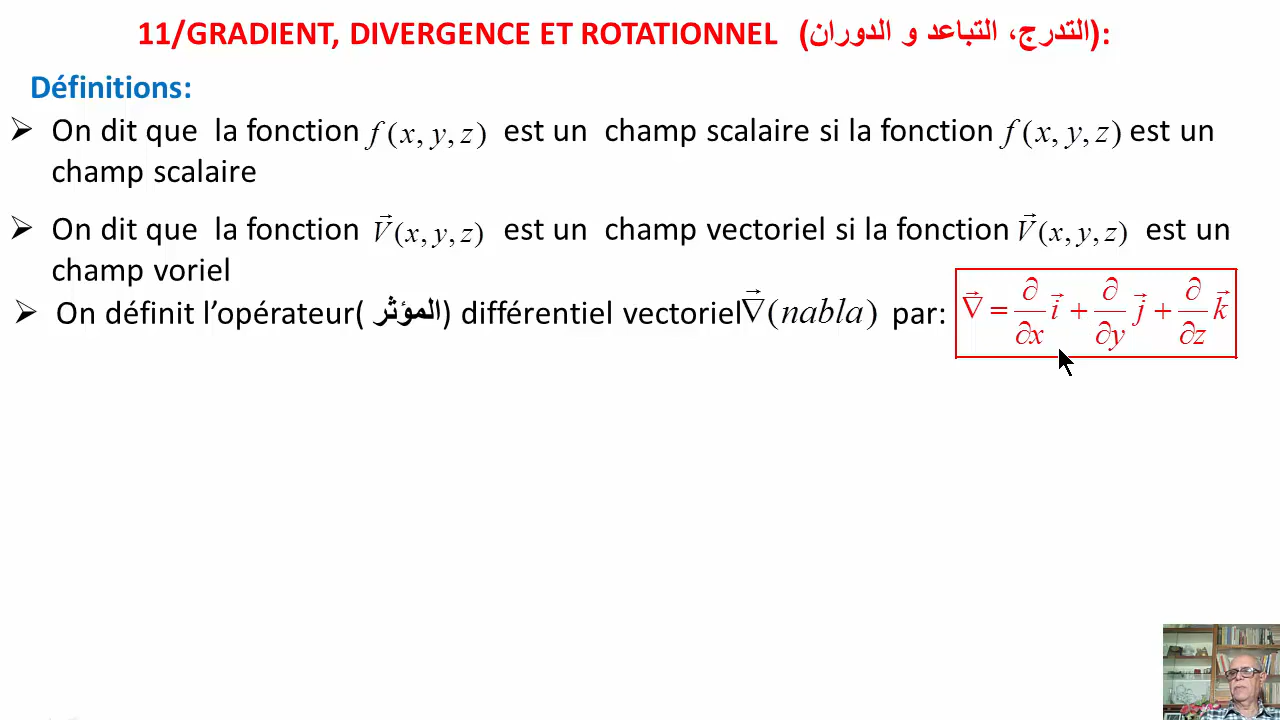 11/GRADIENT, DIVERGENCE ET ROTATIONNEL (التدرج، التباعد و الدوران):
Définitions:
➢ On dit que la fonction f(x, y, z) est un champ scalaire si la fonction f(x, y, z) est un
champ scalaire
➢ On dit que la fonction V⃗(x, y, z) est un champ vectoriel si la fonction V⃗(x, y, z) est un
champ voriel
➢ On définit l’opérateur( المؤثر) différentiel vectoriel∇⃗(nabla) par: ∇⃗ = ∂/∂x i⃗ + ∂/∂y j⃗ + ∂/∂z k⃗